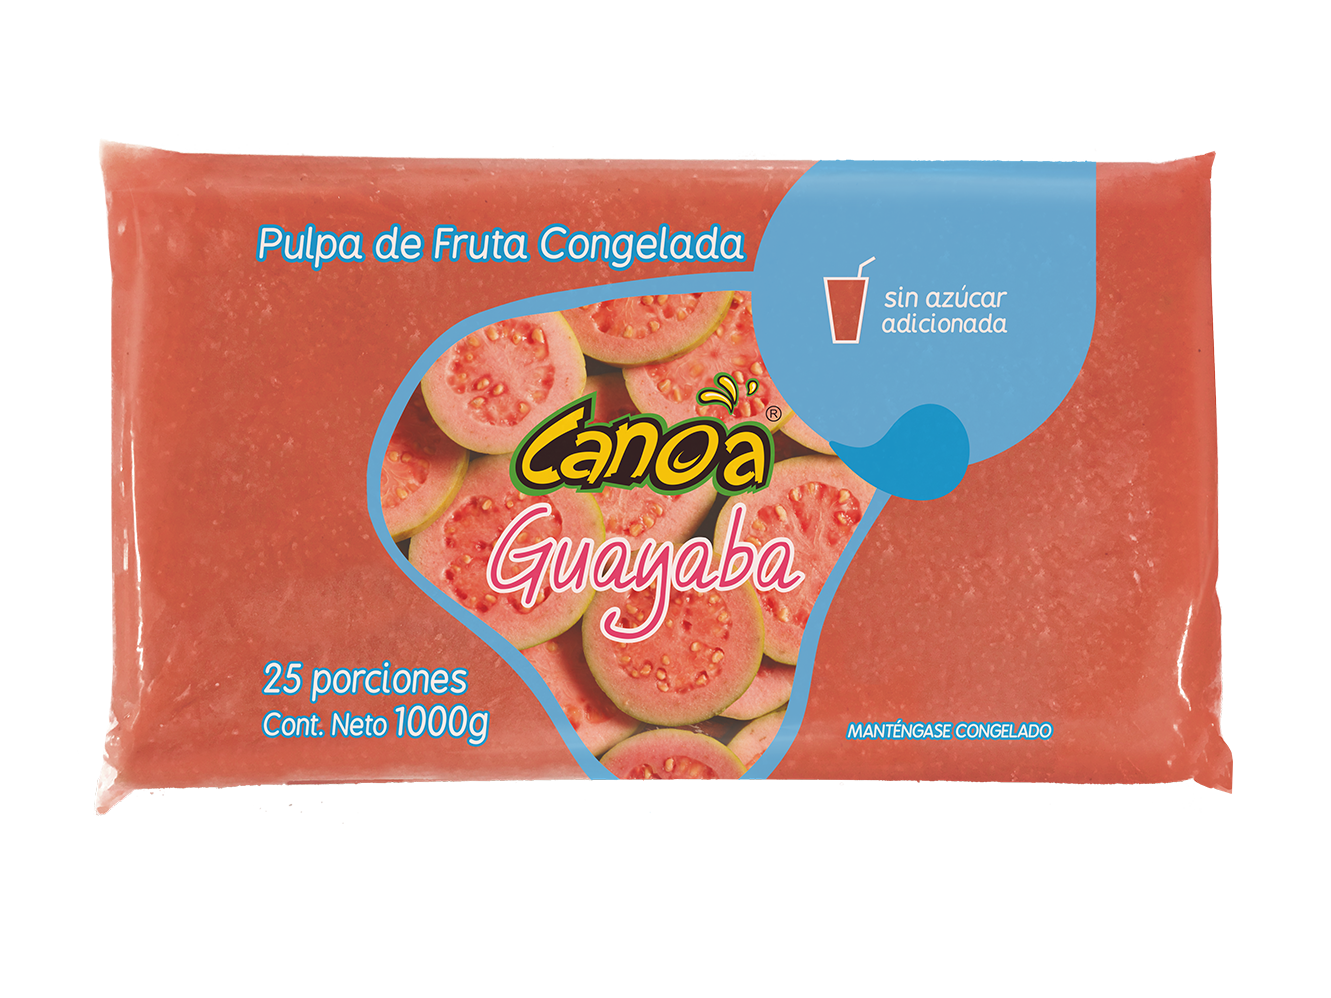 Pulpa de Fruta Congelada
sin azúcar
adicionada
Canoa®
Guayaba
25 porciones
Cont. Neto 1000g
MANTÉNGASE CONGELADO